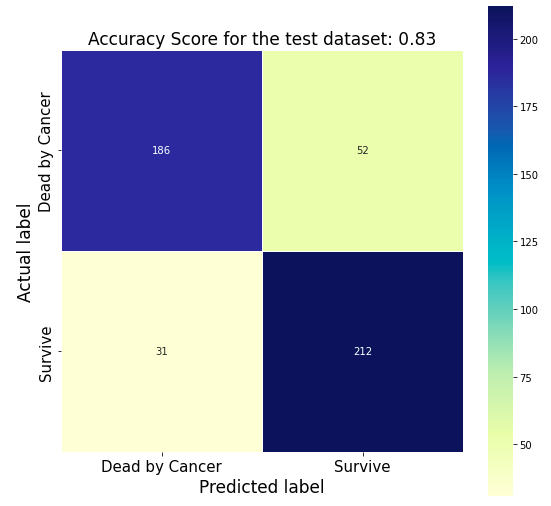 Accuracy Score for the test dataset: 0.83
Actual label
Dead by Cancer
Survive
186
52
31
212
Dead by Cancer
Survive
Predicted label
200
175
150
125
100
75
50